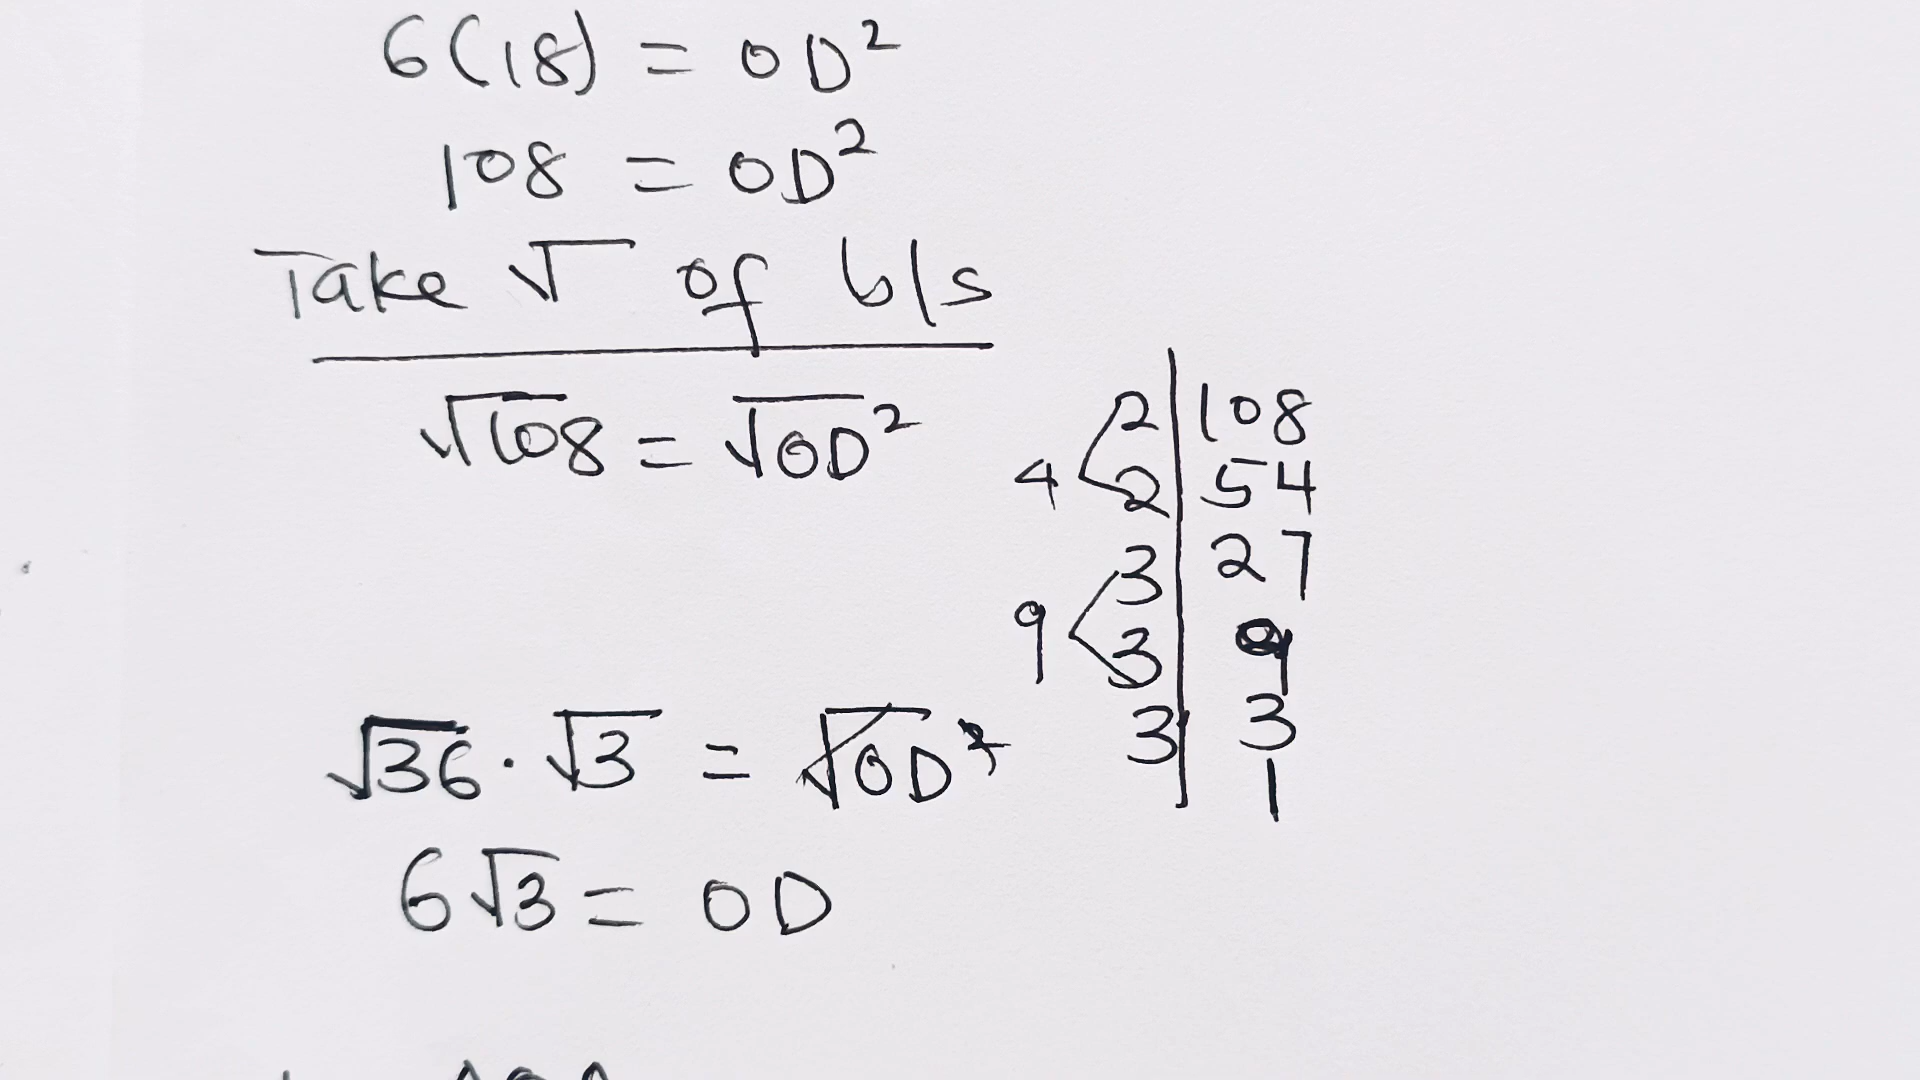 6(18) = OD²
108 = OD²
Take √ of b/s
√108 = √OD²
2 | 108
4 2 | 54
3 | 27
9 3 | 9
3 | 3
1
√36 · √3 = √OD²
6√3 = OD